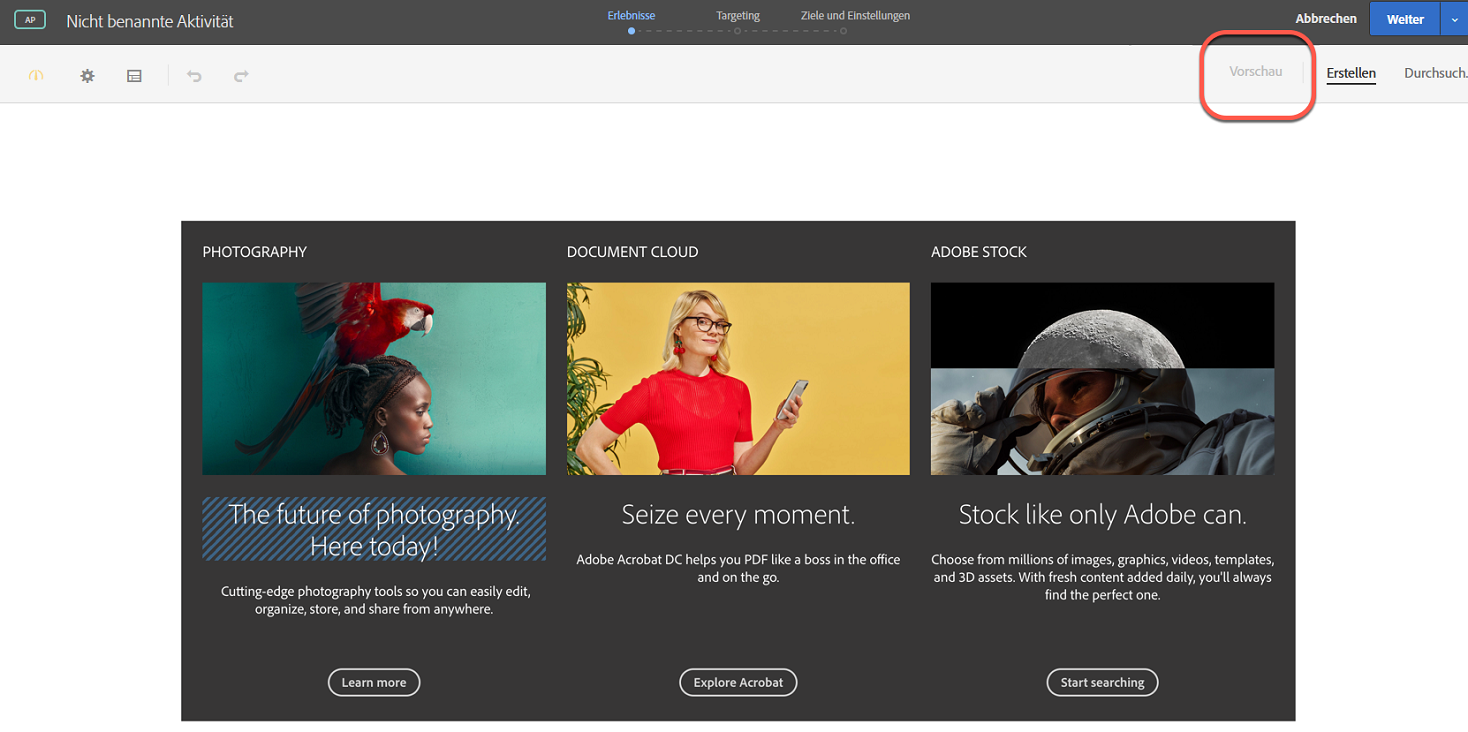 AP
Nicht benannte Aktivität
Erlebnisse
Targeting
Ziele und Einstellungen
Abbrechen
Weiter
Vorschau
Erstellen
Durchsuch.
PHOTOGRAPHY
The future of photography.
Here today!
Cutting-edge photography tools so you can easily edit,
organize, store, and share from anywhere.
Learn more
DOCUMENT CLOUD
Seize every moment.
Adobe Acrobat DC helps you PDF like a boss in the office
and on the go.
Explore Acrobat
ADOBE STOCK
Stock like only Adobe can.
Choose from millions of images, graphics, videos, templates,
and 3D assets. With fresh content added daily, you'll always
find the perfect one.
Start searching